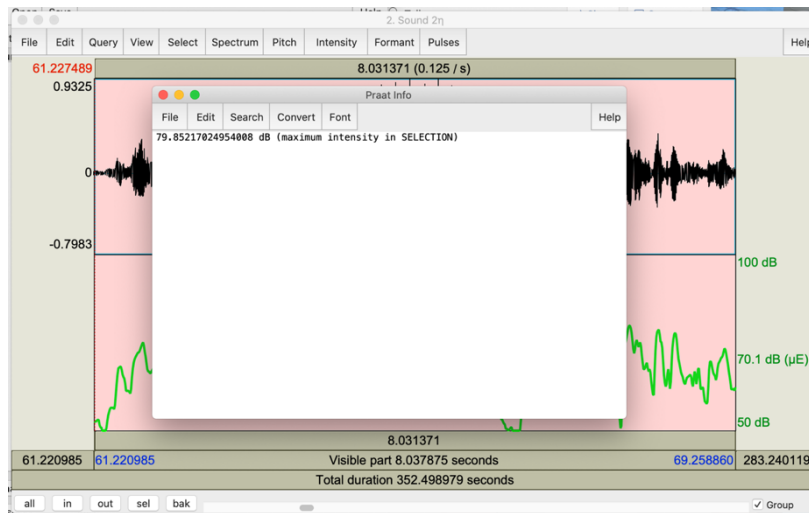 2. Sound 2η
File Edit Query View Select Spectrum Pitch Intensity Formant Pulses Help
61.227489 8.031371 (0.125 / s)
0.9325
Praat Info
File Edit Search Convert Font Help
79.85217024954008 dB (maximum intensity in SELECTION)
0
-0.7983
100 dB
70.1 dB (µE)
50 dB
8.031371
61.220985 61.220985 Visible part 8.037875 seconds 69.258860 283.240119
Total duration 352.498979 seconds
all in out sel bak Group